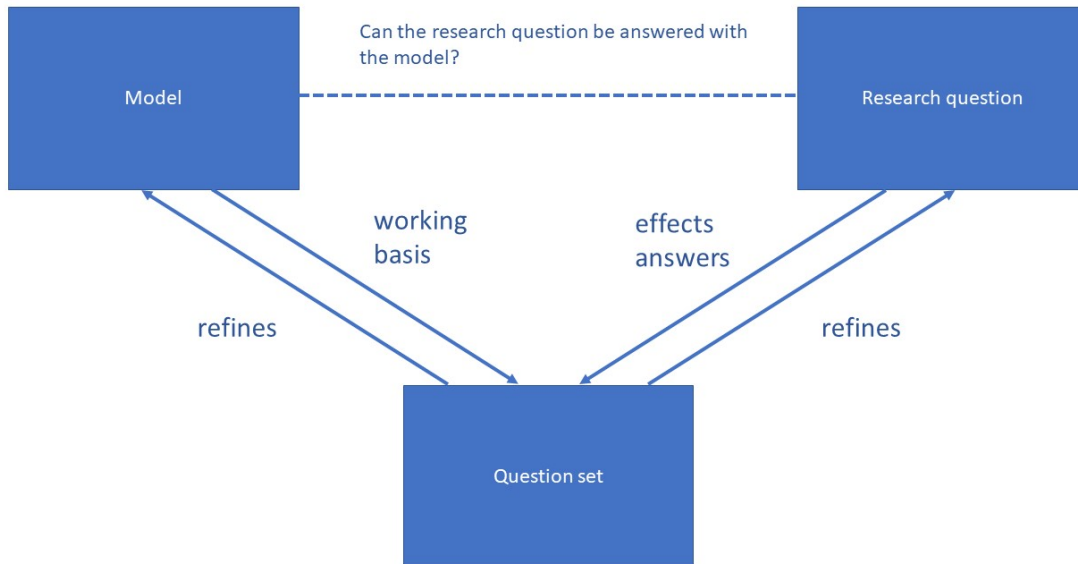 Can the research question be answered with
the model?
Model
Research question
working
basis
effects
answers
refines
refines
Question set